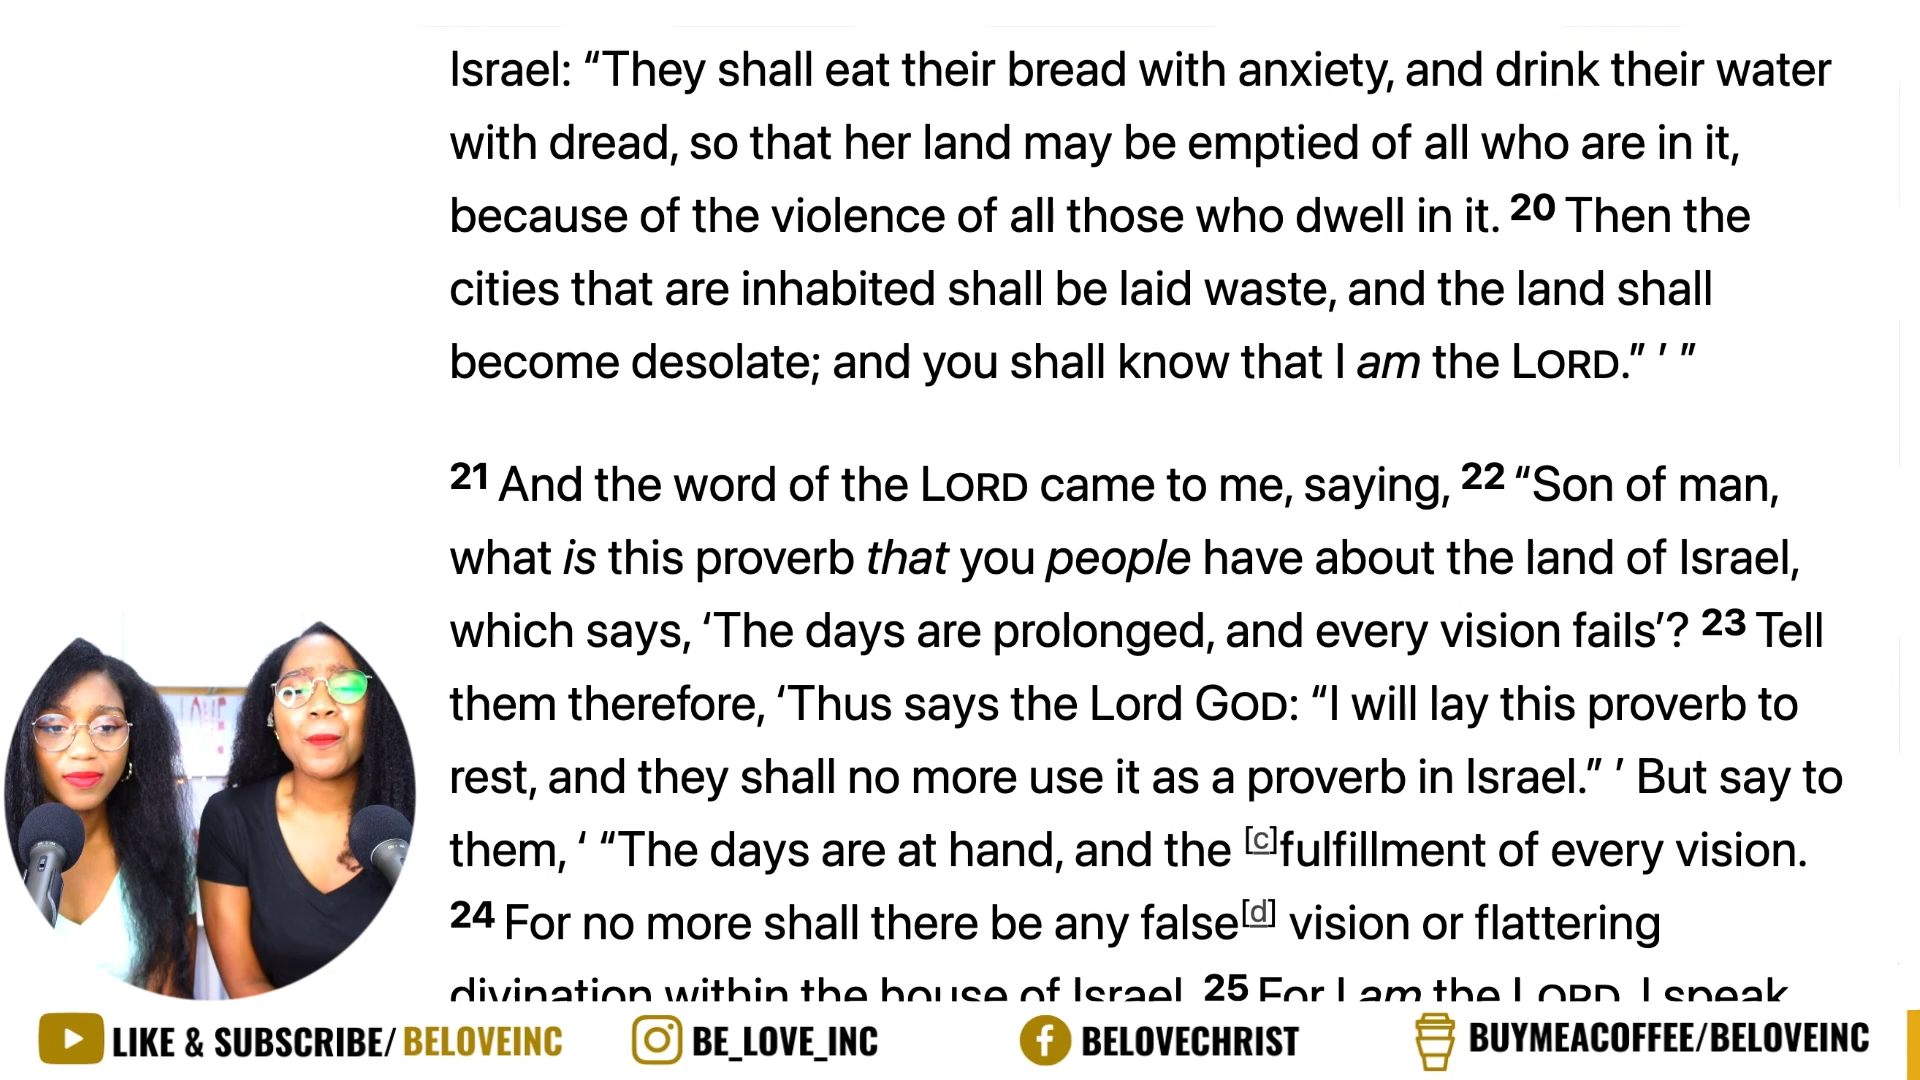 Israel: “They shall eat their bread with anxiety, and drink their water
with dread, so that her land may be emptied of all who are in it,
because of the violence of all those who dwell in it. 20 Then the
cities that are inhabited shall be laid waste, and the land shall
become desolate; and you shall know that I am the LORD.” ’ ”
21 And the word of the LORD came to me, saying, 22 “Son of man,
what is this proverb that you people have about the land of Israel,
which says, ‘The days are prolonged, and every vision fails’? 23 Tell
them therefore, ‘Thus says the Lord GOD: “I will lay this proverb to
rest, and they shall no more use it as a proverb in Israel.” ’ But say to
them, ‘ “The days are at hand, and the [c]fulfillment of every vision.
24 For no more shall there be any false[d] vision or flattering
divination within the house of Israel. 25 For I am the LORD. I speak,
LOVE
LIKE & SUBSCRIBE/ BELOVEINC
BE_LOVE_INC
BELOVECHRIST
BUYMEACOFFEE/BELOVEINC